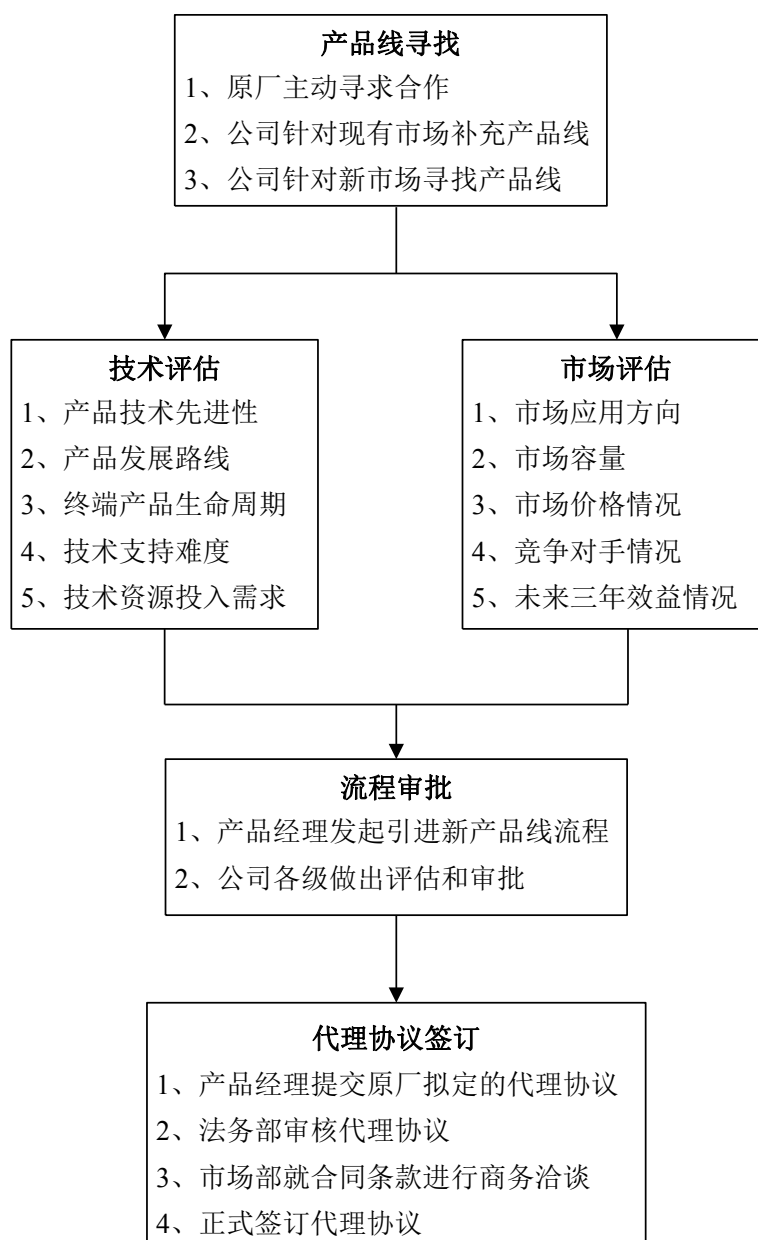 产品线寻找
1、原厂主动寻求合作
2、公司针对现有市场补充产品线
3、公司针对新市场寻找产品线
技术评估
1、产品技术先进性
2、产品发展路线
3、终端产品生命周期
4、技术支持难度
5、技术资源投入需求
市场评估
1、市场应用方向
2、市场容量
3、市场价格情况
4、竞争对手情况
5、未来三年效益情况
流程审批
1、产品经理发起引进新产品线流程
2、公司各级做出评估和审批
代理协议签订
1、产品经理提交原厂拟定的代理协议
2、法务部审核代理协议
3、市场部就合同条款进行商务洽谈
4、正式签订代理协议